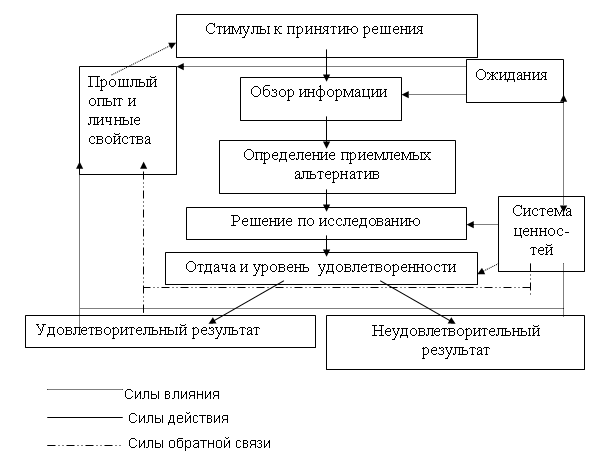 Стимулы к принятию решения
Прошлый
опыт и
личные
свойства
Ожидания
Обзор информации
Определение приемлемых
альтернатив
Решение по исследованию
Система
ценнос-
тей
Отдача и уровень удовлетворенности
Удовлетворительный результат
Неудовлетворительный
результат
Силы влияния
Силы действия
Силы обратной связи